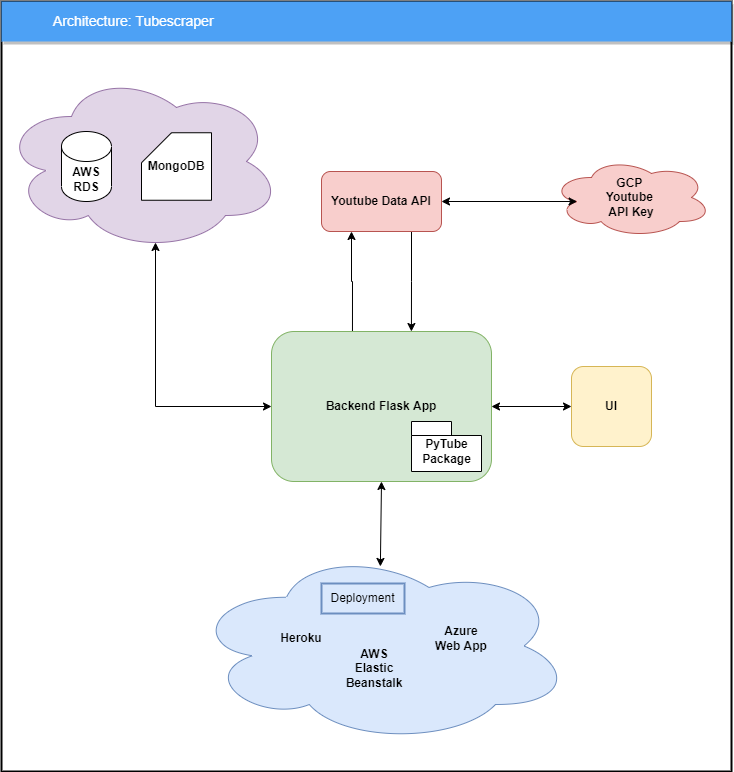 Architecture: Tubescraper
AWS
RDS
MongoDB
Youtube Data API
GCP
Youtube
API Key
Backend Flask App
PyTube
Package
UI
Deployment
Heroku
AWS
Elastic
Beanstalk
Azure
Web App